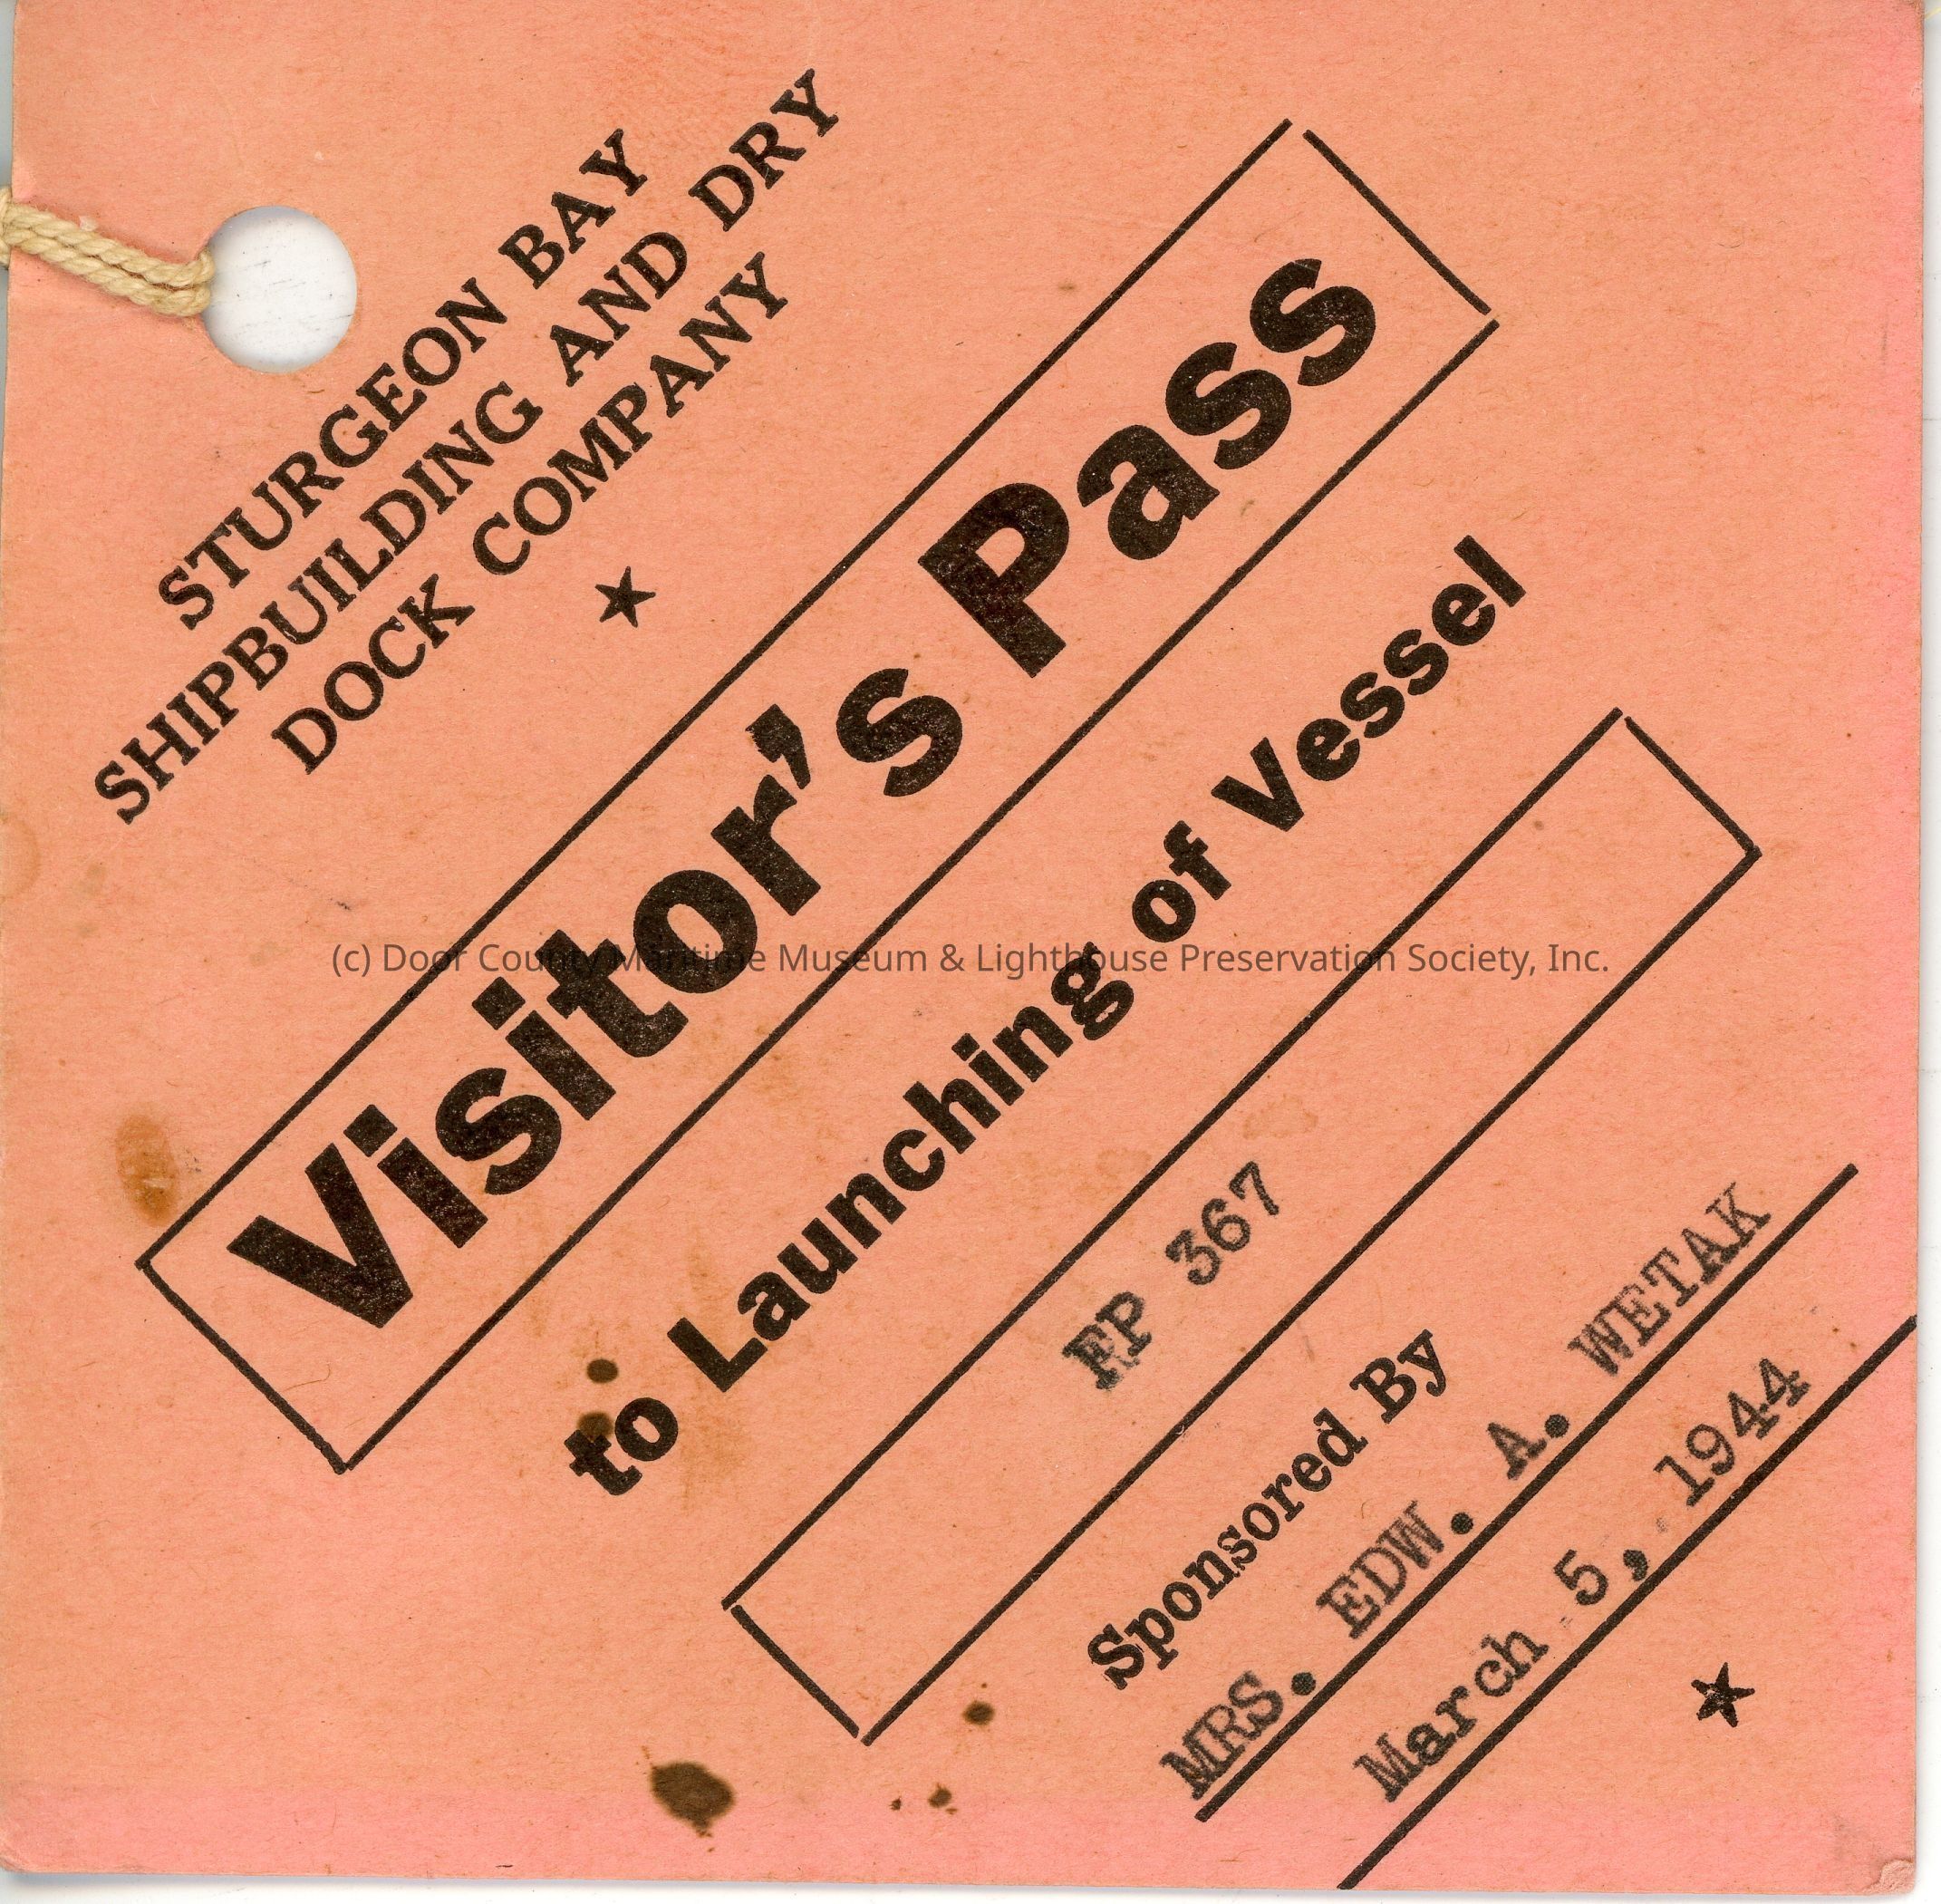 STURGEON BAY
SHIPBUILDING AND DRY
DOCK COMPANY
Visitor's Pass
to Launching of Vessel
FP 367
Sponsored By
MRS. EDW. A. WETAK
March 5, 1944
(c) Door County Maritime Museum & Lighthouse Preservation Society, Inc.